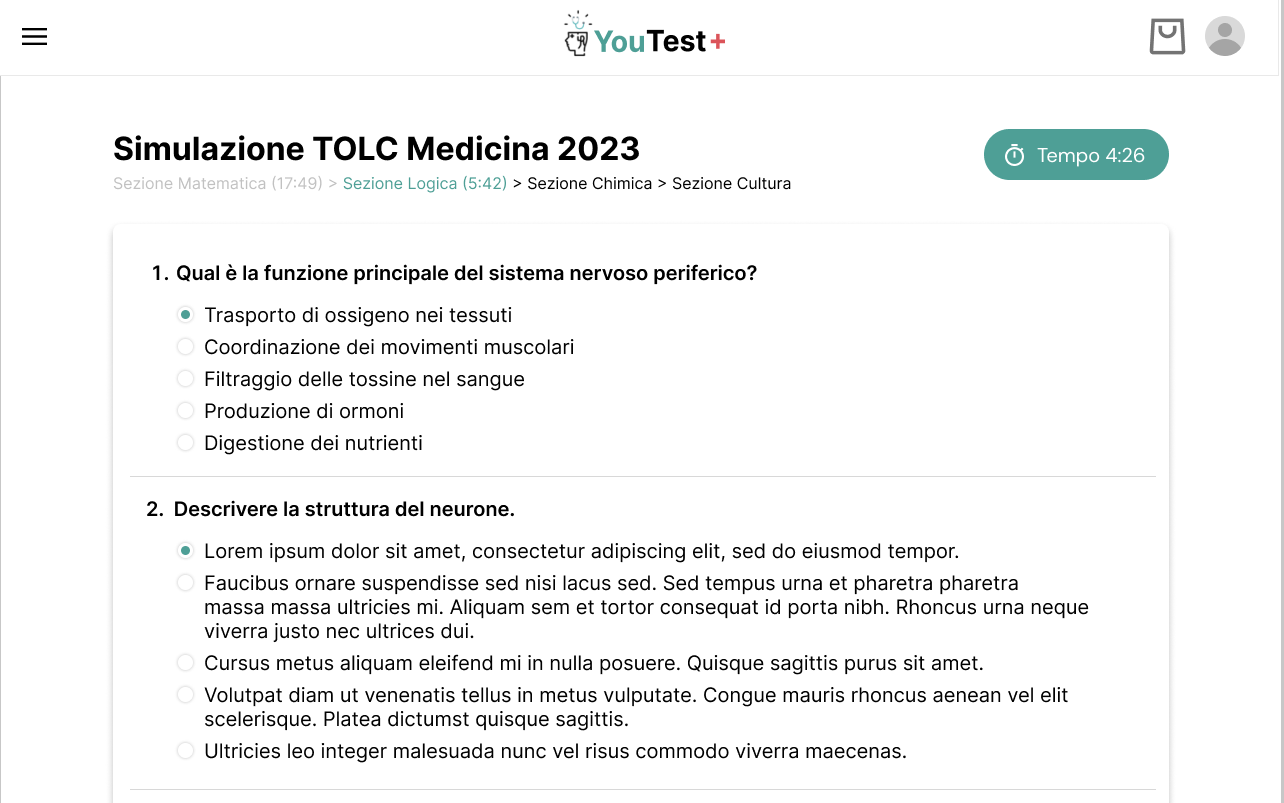 YouTest+
Simulazione TOLC Medicina 2023
Tempo 4:26
Sezione Matematica (17:49) > Sezione Logica (5:42) > Sezione Chimica > Sezione Cultura
1. Qual è la funzione principale del sistema nervoso periferico?
Trasporto di ossigeno nei tessuti
Coordinazione dei movimenti muscolari
Filtraggio delle tossine nel sangue
Produzione di ormoni
Digestione dei nutrienti
2. Descrivere la struttura del neurone.
Lorem ipsum dolor sit amet, consectetur adipiscing elit, sed do eiusmod tempor.
Faucibus ornare suspendisse sed nisi lacus sed. Sed tempus urna et pharetra pharetra
massa massa ultricies mi. Aliquam sem et tortor consequat id porta nibh. Rhoncus urna neque
viverra justo nec ultrices dui.
Cursus metus aliquam eleifend mi in nulla posuere. Quisque sagittis purus sit amet.
Volutpat diam ut venenatis tellus in metus vulputate. Congue mauris rhoncus aenean vel elit
scelerisque. Platea dictumst quisque sagittis.
Ultricies leo integer malesuada nunc vel risus commodo viverra maecenas.